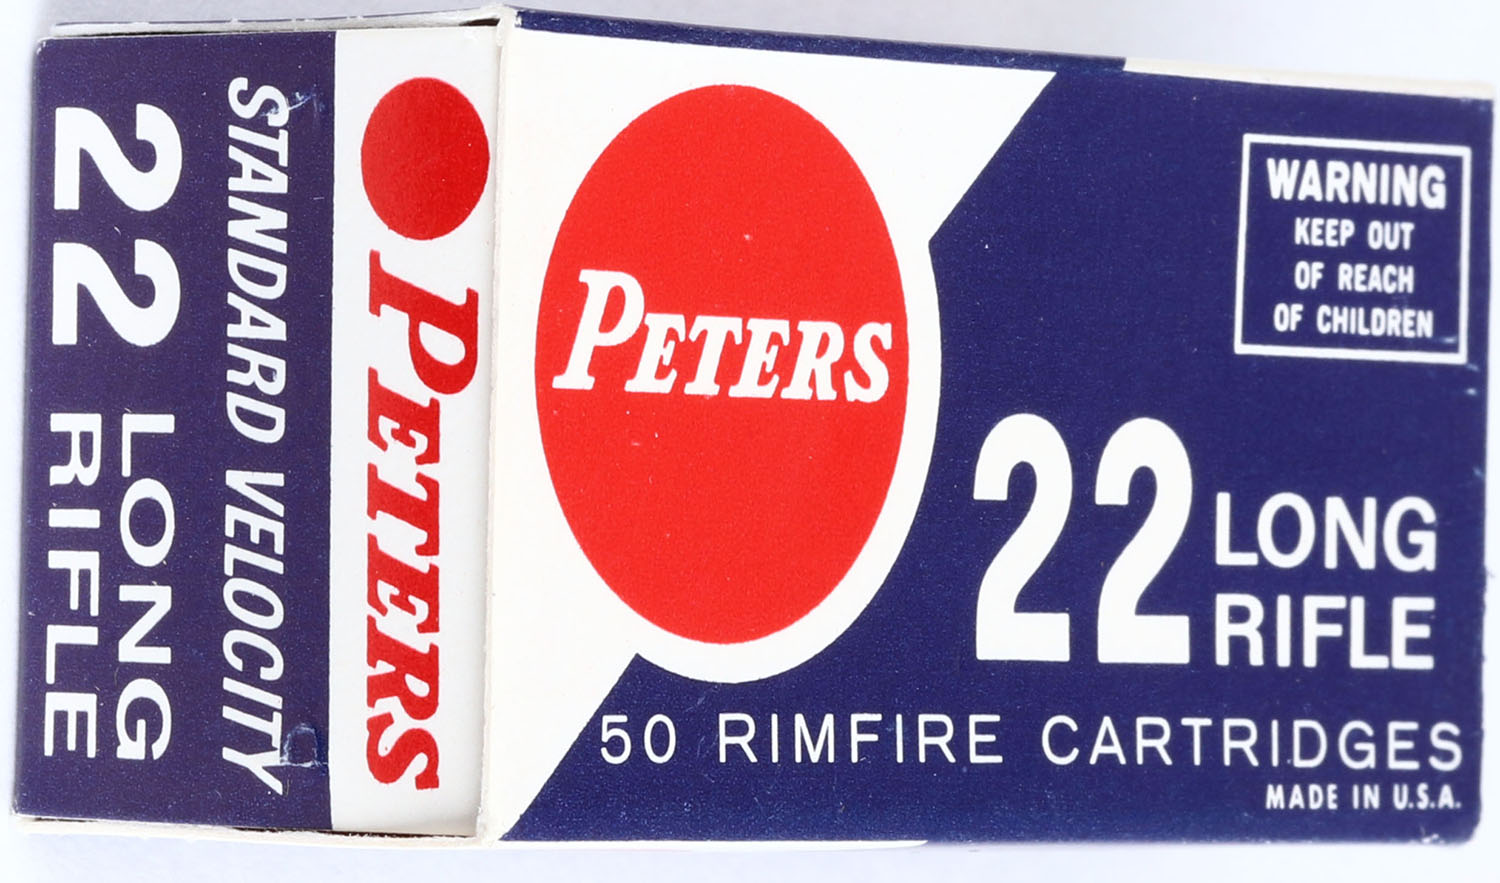 PETERS
STANDARD VELOCITY
22 LONG
RIFLE
PETERS
WARNING
KEEP OUT
OF REACH
OF CHILDREN
22 LONG
RIFLE
50 RIMFIRE CARTRIDGES
MADE IN U.S.A.